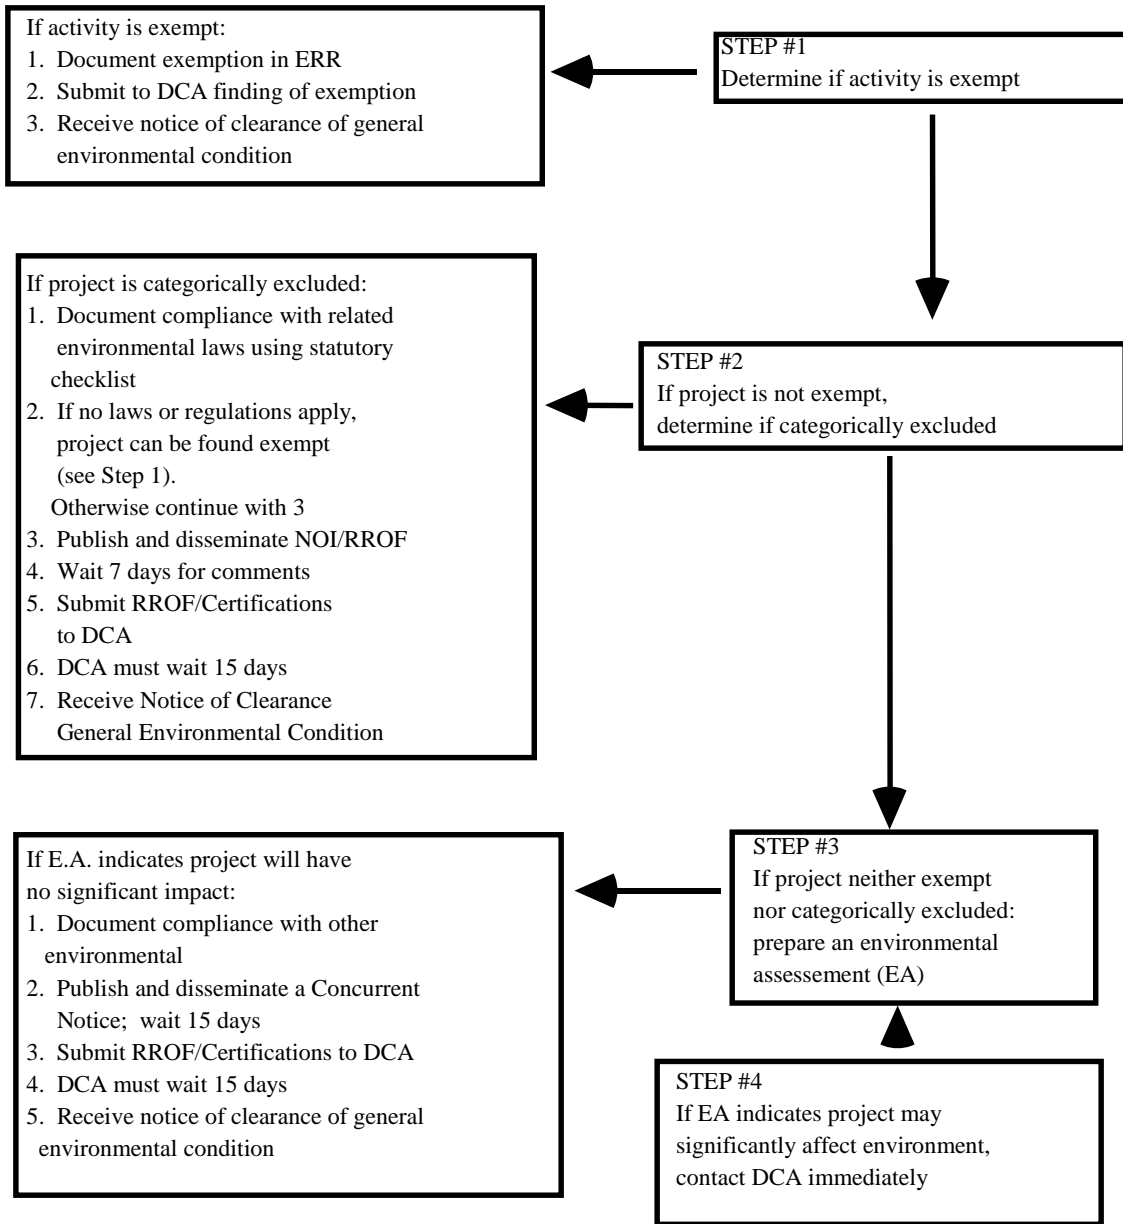 If activity is exempt:
1. Document exemption in ERR
2. Submit to DCA finding of exemption
3. Receive notice of clearance of general
environmental condition
STEP #1
Determine if activity is exempt
If project is categorically excluded:
1. Document compliance with related
environmental laws using statutory
checklist
2. If no laws or regulations apply,
project can be found exempt
(see Step 1).
Otherwise continue with 3
3. Publish and disseminate NOI/RROF
4. Wait 7 days for comments
5. Submit RROF/Certifications
to DCA
6. DCA must wait 15 days
7. Receive Notice of Clearance
General Environmental Condition
STEP #2
If project is not exempt,
determine if categorically excluded
If E.A. indicates project will have
no significant impact:
1. Document compliance with other
environmental
2. Publish and disseminate a Concurrent
Notice; wait 15 days
3. Submit RROF/Certifications to DCA
4. DCA must wait 15 days
5. Receive notice of clearance of general
environmental condition
STEP #3
If project neither exempt
nor categorically excluded:
prepare an environmental
assessement (EA)
STEP #4
If EA indicates project may
significantly affect environment,
contact DCA immediately